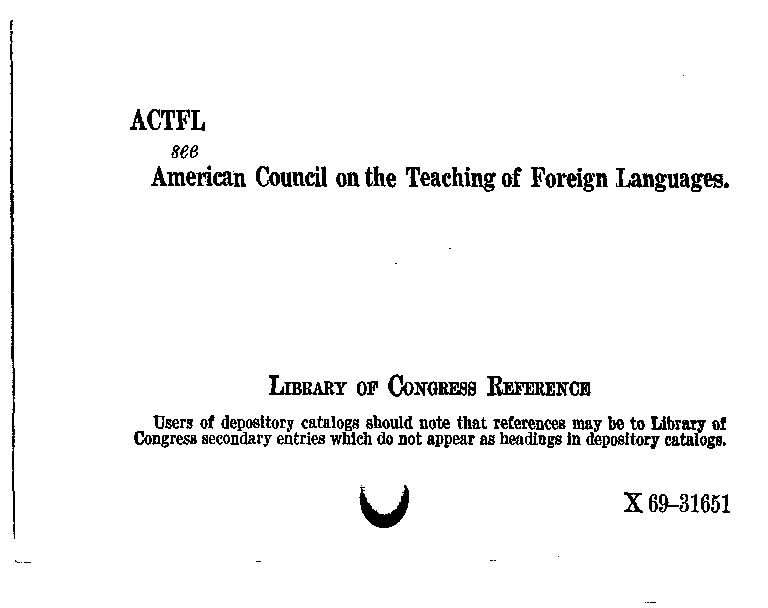 ACTFL
see
American Council on the Teaching of Foreign Languages.
LIBRARY OF CONGRESS REFERENCE
Users of depository catalogs should note that references may be to Library of
Congress secondary entries which do not appear as headings in depository catalogs.
X 69–31651